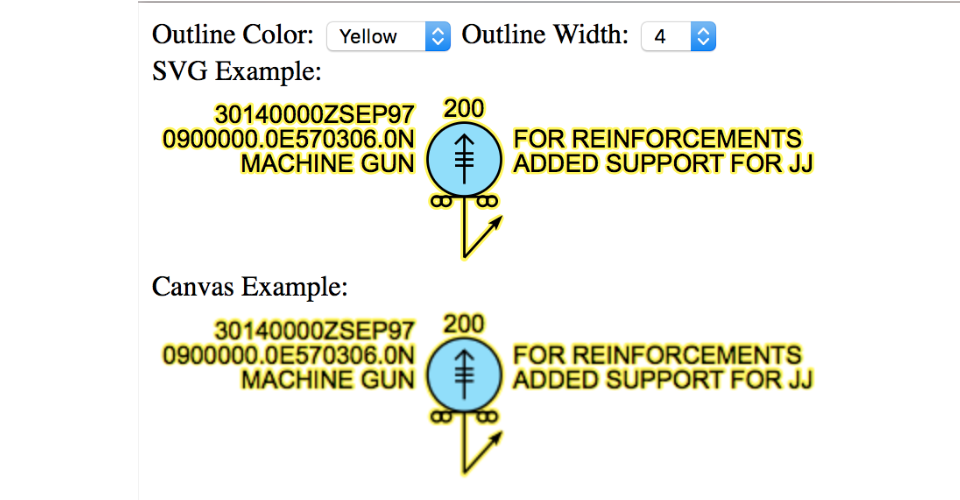 Outline Color: Yellow Outline Width: 4
SVG Example:
30140000ZSEP97 200
0900000.0E570306.0N FOR REINFORCEMENTS
MACHINE GUN ADDED SUPPORT FOR JJ
Canvas Example:
30140000ZSEP97 200
0900000.0E570306.0N FOR REINFORCEMENTS
MACHINE GUN ADDED SUPPORT FOR JJ